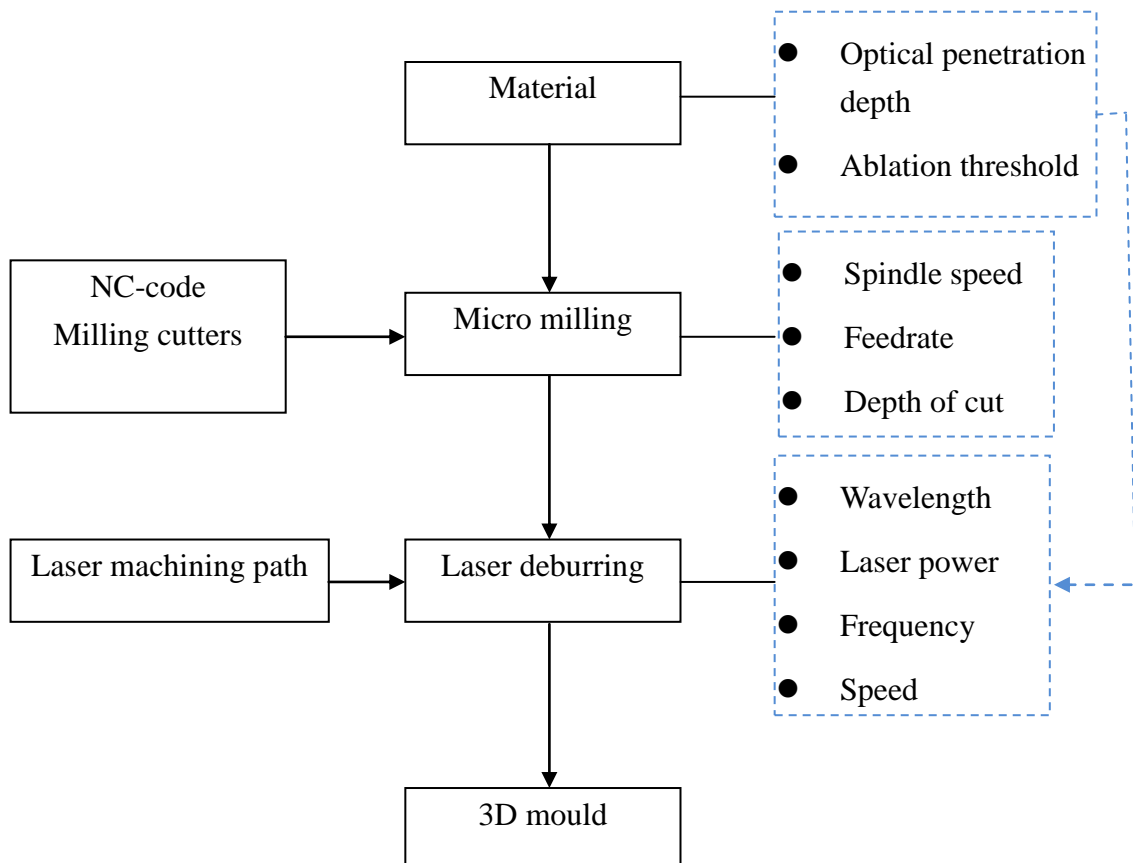 Material
● Optical penetration
depth
● Ablation threshold
NC-code
Milling cutters
Micro milling
● Spindle speed
● Feedrate
● Depth of cut
Laser machining path
Laser deburring
● Wavelength
● Laser power
● Frequency
● Speed
3D mould